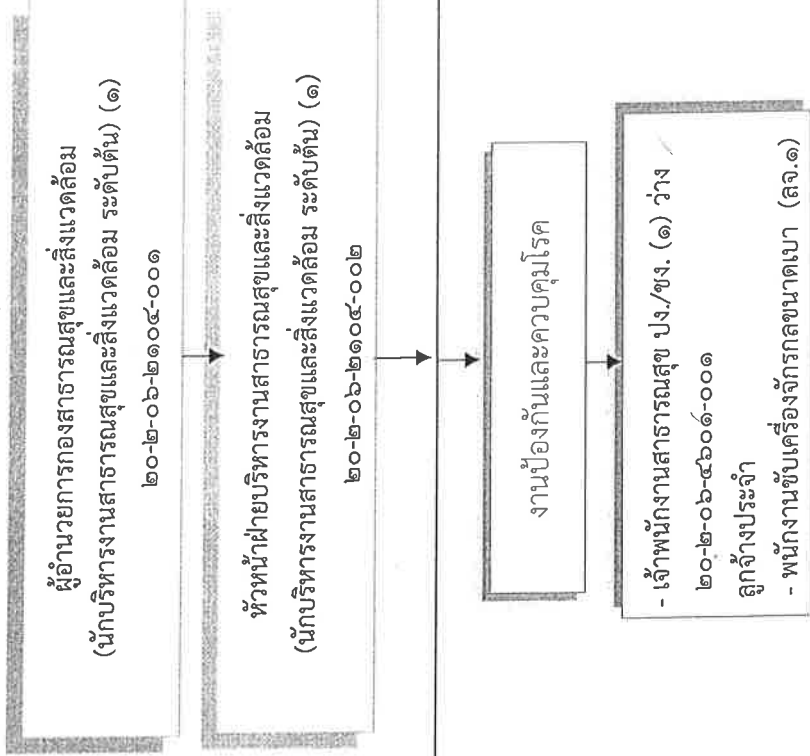 ผู้อำนวยการกองสาธารณสุขและสิ่งแวดล้อม
(นักบริหารงานสาธารณสุขและสิ่งแวดล้อม ระดับต้น) (๑)
๒๐-๒-๐๖-๒๑๐๔-๐๐๑
หัวหน้าฝ่ายบริหารงานสาธารณสุขและสิ่งแวดล้อม
(นักบริหารงานสาธารณสุขและสิ่งแวดล้อม ระดับต้น) (๑)
๒๐-๒-๐๖-๒๑๐๔-๐๐๒
งานป้องกันและควบคุมโรค
- เจ้าพนักงานสาธารณสุข ปง./ชง. (๑) ว่าง
๒๐-๒-๐๖-๔๖๐๑-๐๐๑
ลูกจ้างประจำ
- พนักงานขับเครื่องจักรกลขนาดเบา (ลจ.๑)